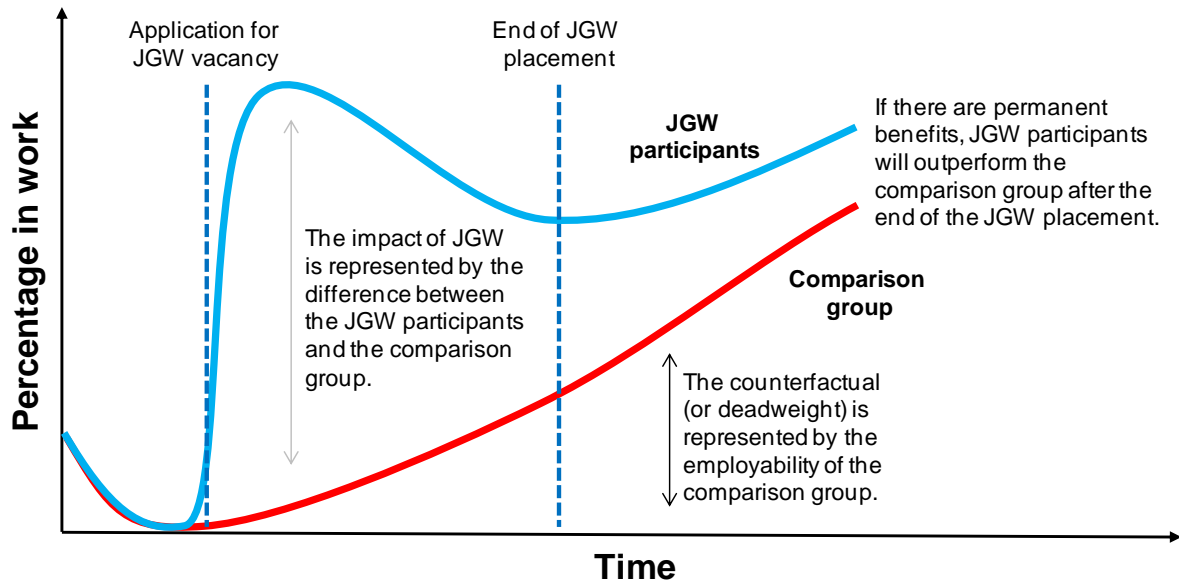 Percentage in work
Application for
JGW vacancy
End of JGW
placement
JGW
participants
If there are permanent
benefits, JGW participants
will outperform the
comparison group after the
end of the JGW placement.
The impact of JGW
is represented by the
difference between
the JGW participants
and the comparison
group.
Comparison
group
The counterfactual
(or deadweight) is
represented by the
employability of the
comparison group.
Time